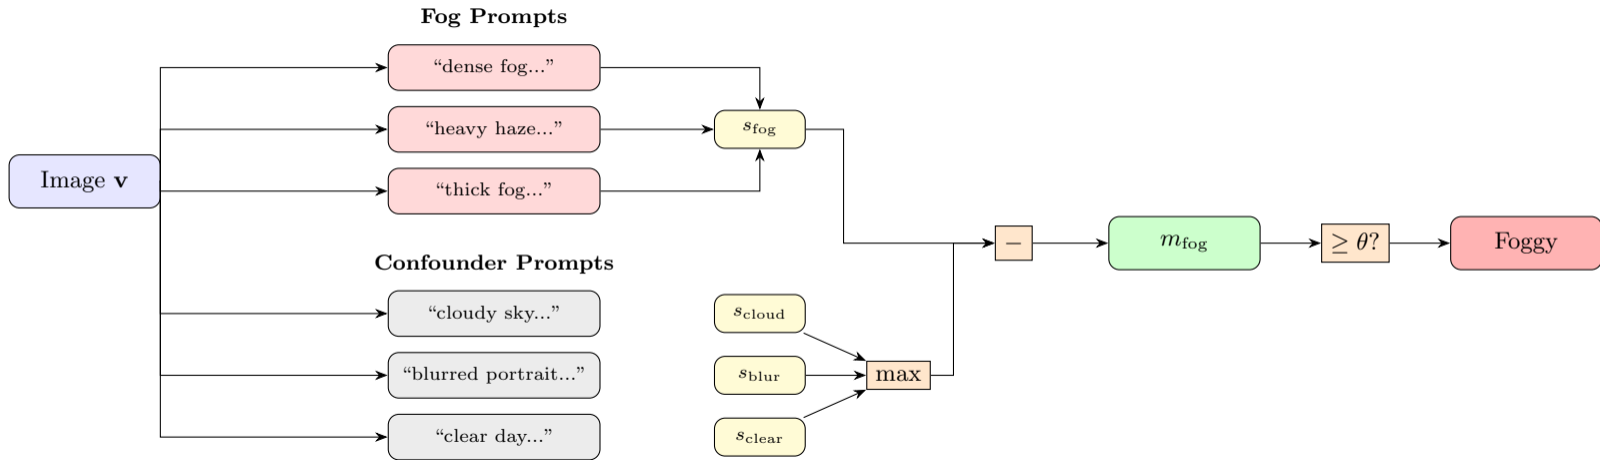 Fog Prompts
“dense fog...”
“heavy haze...”
“thick fog...”
Image v
s_fog
Confounder Prompts
“cloudy sky...”
“blurred portrait...”
“clear day...”
s_cloud
s_blur
s_clear
max
−
m_fog
≥ θ?
Foggy